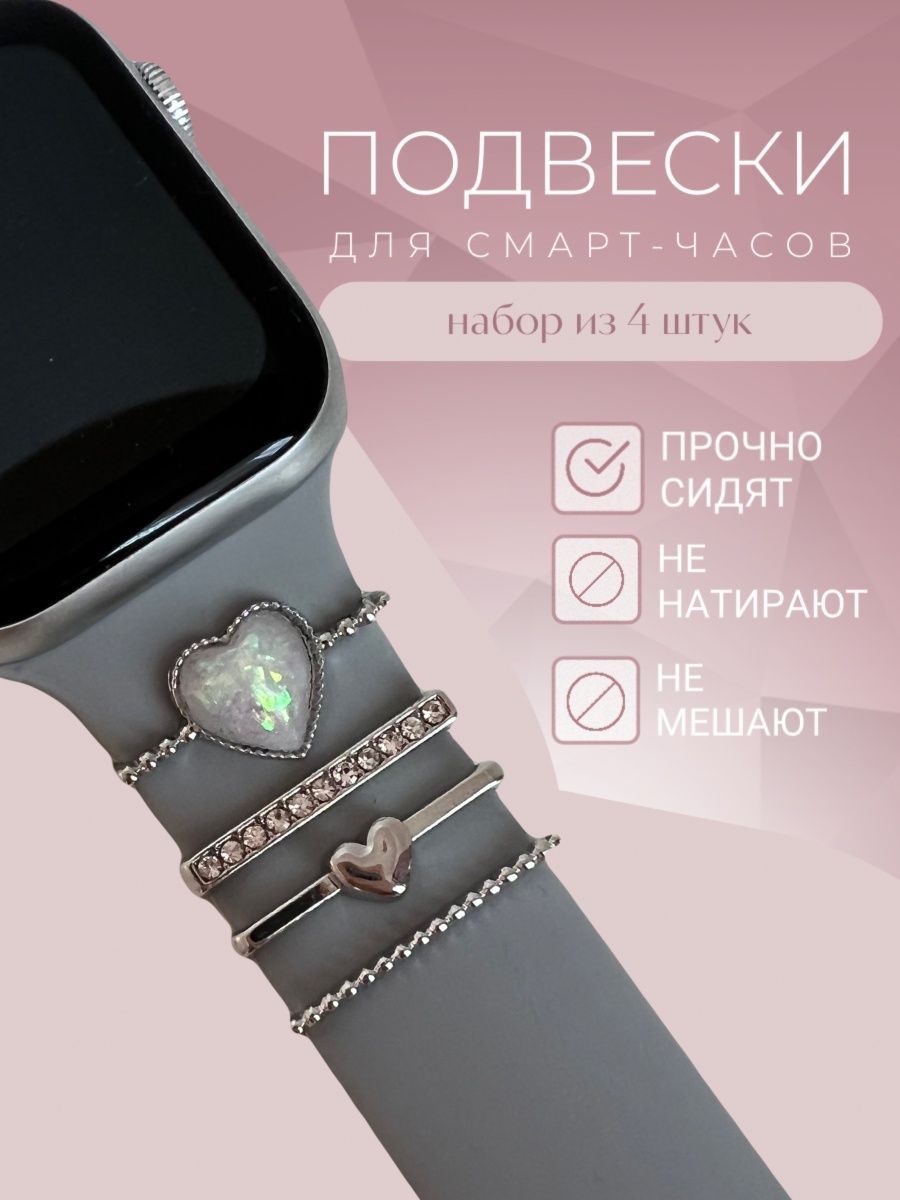 ПОДВЕСКИ
ДЛЯ СМАРТ-ЧАСОВ
набор из 4 штук
ПРОЧНО
СИДЯТ
НЕ
НАТИРАЮТ
НЕ
МЕШАЮТ